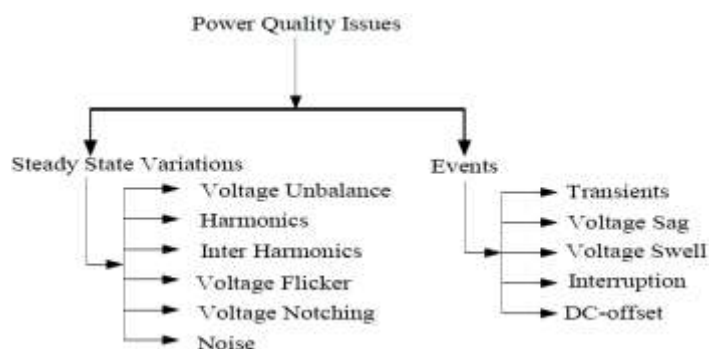 Power Quality Issues
Steady State Variations
Voltage Unbalance
Harmonics
Inter Harmonics
Voltage Flicker
Voltage Notching
Noise
Events
Transients
Voltage Sag
Voltage Swell
Interruption
DC-offset